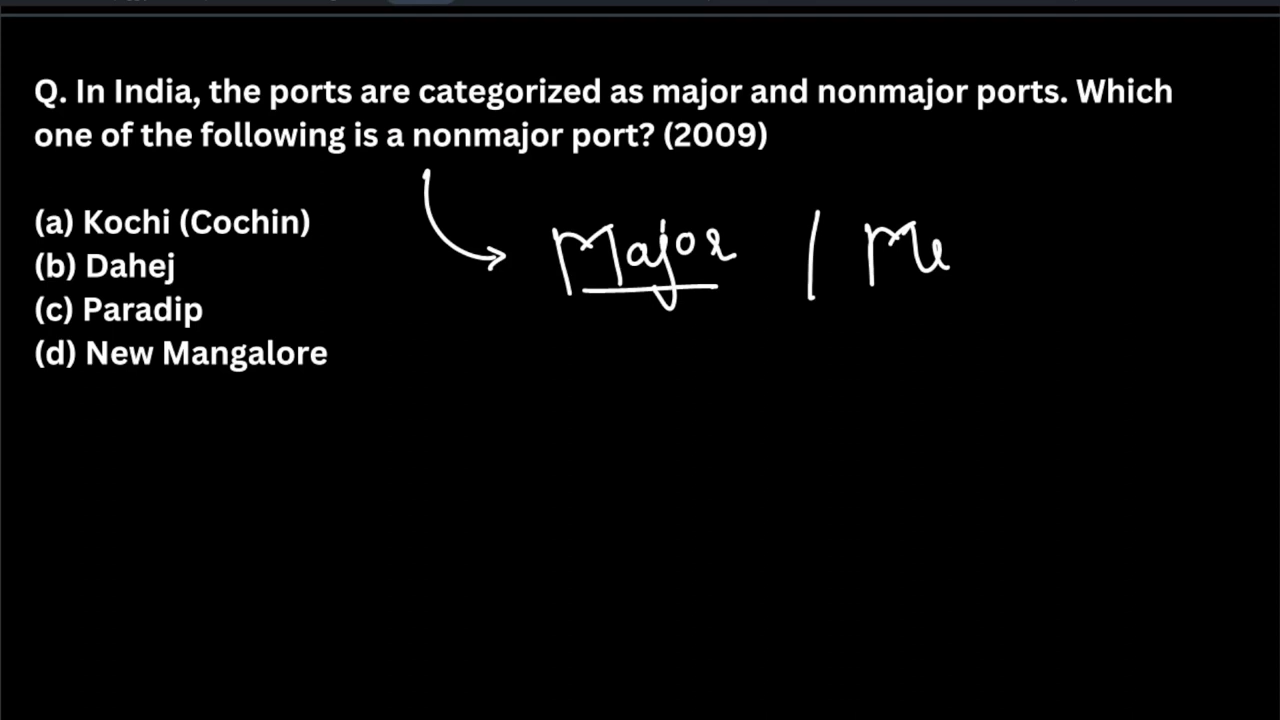 Q. In India, the ports are categorized as major and nonmajor ports. Which
one of the following is a nonmajor port? (2009)
(a) Kochi (Cochin)
(b) Dahej
(c) Paradip
(d) New Mangalore
Major | Me